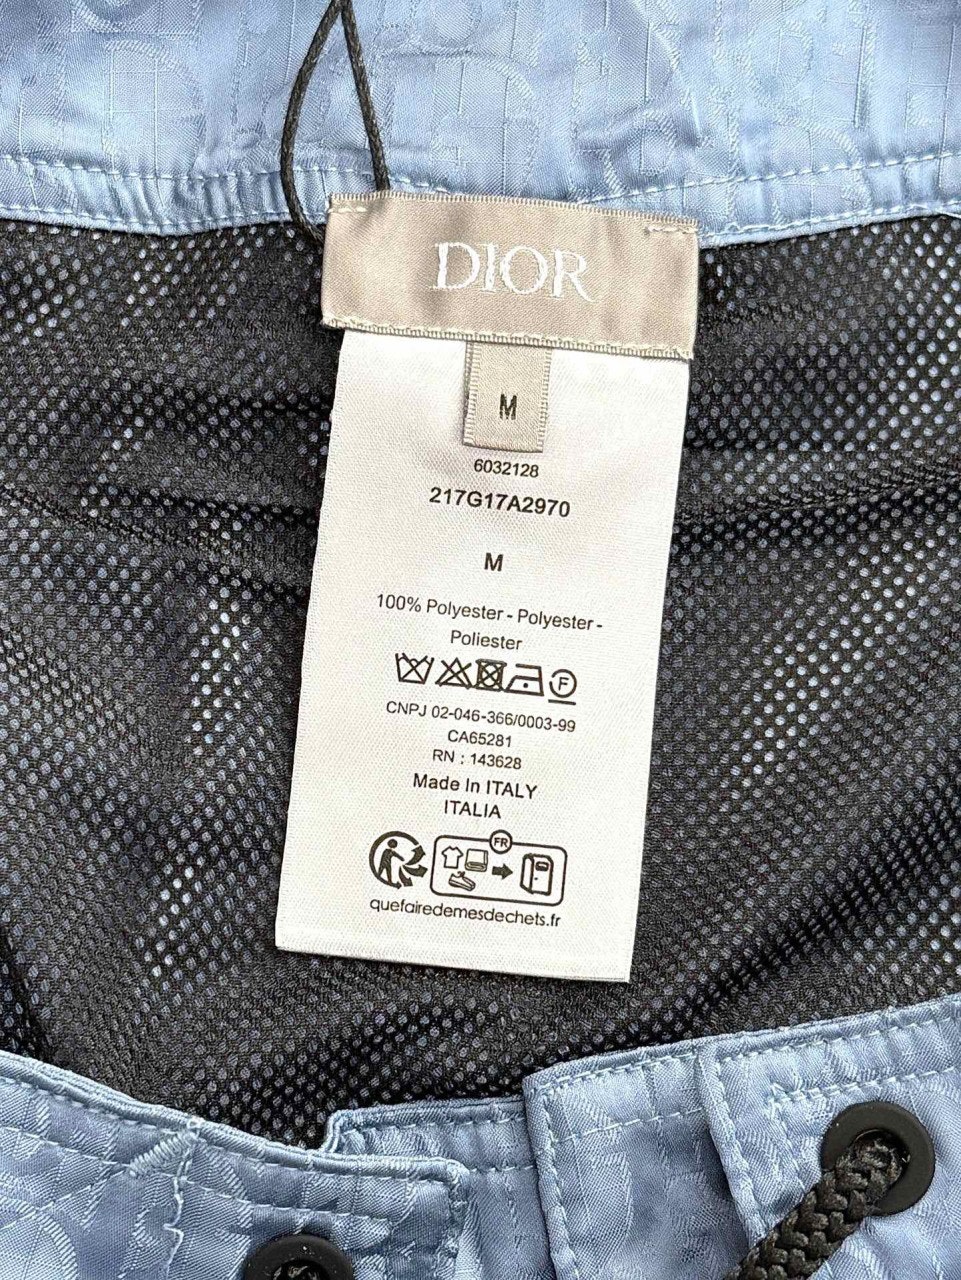 DIOR
M
6032128
217G17A2970
M
100% Polyester - Polyester -
Poliester
F
CNPJ 02-046-366/0003-99
CA65281
RN : 143628
Made In ITALY
ITALIA
FR
quefairedemesdechets.fr